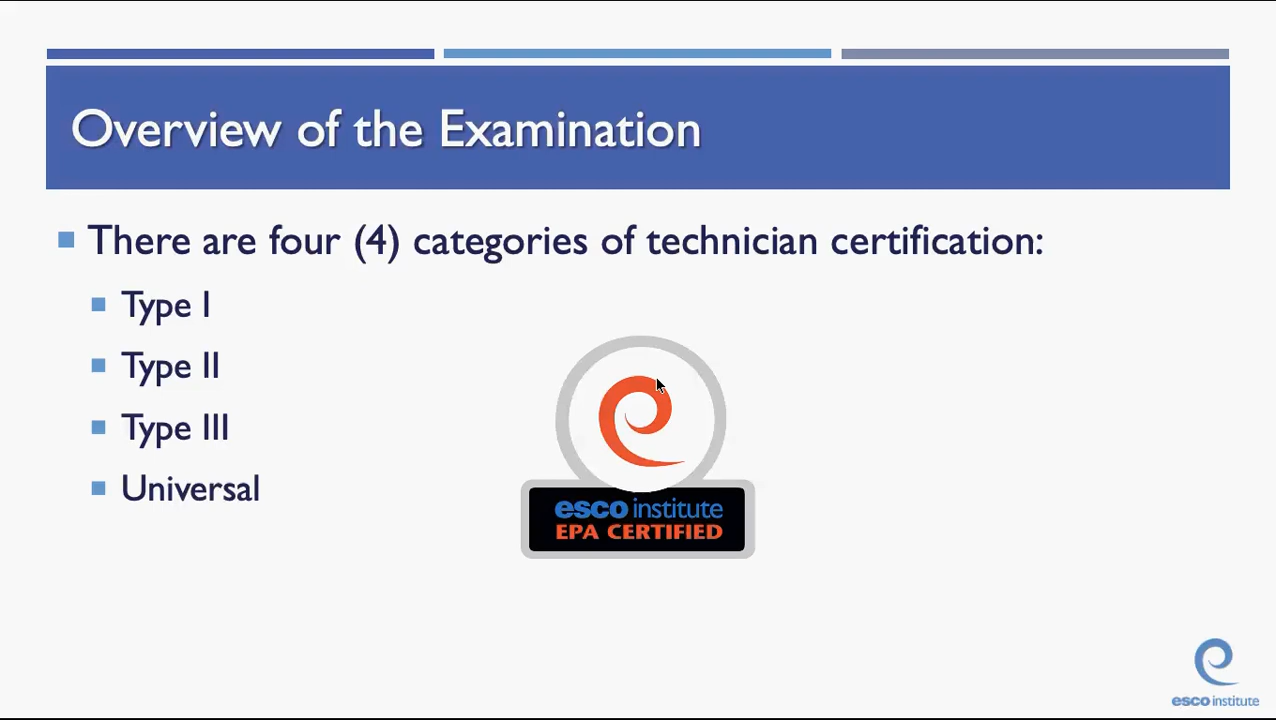 Overview of the Examination
There are four (4) categories of technician certification:
Type I
Type II
Type III
Universal
esco institute
EPA CERTIFIED
esco institute